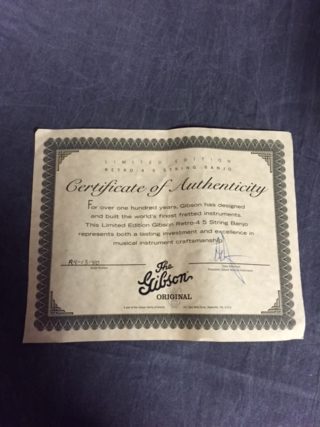 LIMITED EDITION
RETRO-4 5 STRING BANJO
Certificate of Authenticity
For over one hundred years, Gibson has designed
and built the world's finest fretted instruments.
This Limited Edition Gibson Retro-4 5 String Banjo
represents both a lasting investment and excellence in
musical instrument craftsmanship.
The
Gibson
ORIGINAL